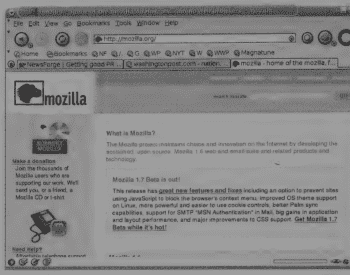 File Edit View Go Bookmarks Tools Window Help
http://mozilla.org/
Home Bookmarks NF /. G WP NYT W WWP Magnatune
NewsForge | Getting good PR ... washingtonpost.com - nation, mozilla - home of the mozilla, f...
mozilla
What is Mozilla?
The Mozilla project maintains choice and innovation on the Internet by developing the
acclaimed, open source, Mozilla 1.6 web and email suite and related products and
technology.
Make a donation
Join the thousands of
Mozilla users who are
supporting our work. We'll
send you, or a friend, a
Mozilla CD or t-shirt.
Mozilla 1.7 Beta is out!
This release has great new features and fixes including an option to prevent sites
using JavaScript to block the browser's context menu, improved OS theme support
on Linux, more powerful and easier to use cookie controls, better Palm sync
capabilities, support for SMTP "MSN Authentication" in Mail, big gains in application
and layout performance, and major improvements to CSS support. Get Mozilla 1.7
Beta while it's hot!
Need Help?